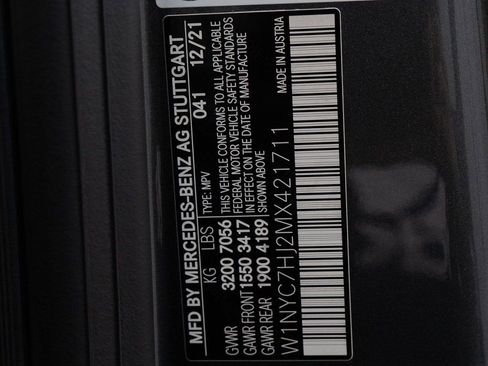 MFD BY MERCEDES-BENZ AG STUTTGART
KG LBS TYPE: MPV 041 12/21
GVWR 3200 7056 THIS VEHICLE CONFORMS TO ALL APPLICABLE
FEDERAL MOTOR VEHICLE SAFETY STANDARDS
GAWR FRONT 1550 3417 IN EFFECT ON THE DATE OF MANUFACTURE
GAWR REAR 1900 4189 SHOWN ABOVE MADE IN AUSTRIA
W1NYC7HJ2MX421711